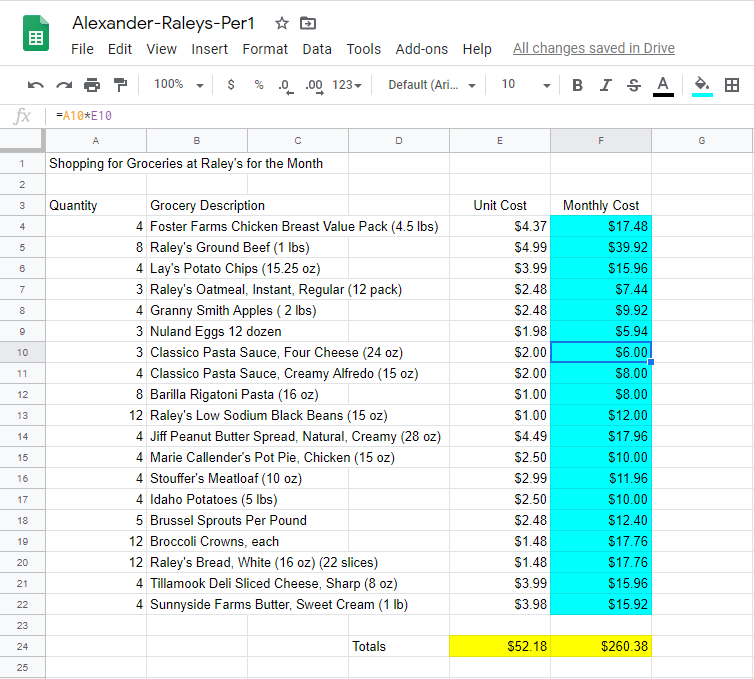 Alexander-Raleys-Per1
File Edit View Insert Format Data Tools Add-ons Help All changes saved in Drive
100% $ % .0 .00 123 Default (Ari... 10 B I S A
fx =A10*E10
A B C D E F G
1 Shopping for Groceries at Raley's for the Month
2
3 Quantity Grocery Description Unit Cost Monthly Cost
4 4 Foster Farms Chicken Breast Value Pack (4.5 lbs) $4.37 $17.48
5 8 Raley's Ground Beef (1 lbs) $4.99 $39.92
6 4 Lay's Potato Chips (15.25 oz) $3.99 $15.96
7 3 Raley's Oatmeal, Instant, Regular (12 pack) $2.48 $7.44
8 4 Granny Smith Apples ( 2 lbs) $2.48 $9.92
9 3 Nuland Eggs 12 dozen $1.98 $5.94
10 3 Classico Pasta Sauce, Four Cheese (24 oz) $2.00 $6.00
11 4 Classico Pasta Sauce, Creamy Alfredo (15 oz) $2.00 $8.00
12 8 Barilla Rigatoni Pasta (16 oz) $1.00 $8.00
13 12 Raley's Low Sodium Black Beans (15 oz) $1.00 $12.00
14 4 Jiff Peanut Butter Spread, Natural, Creamy (28 oz) $4.49 $17.96
15 4 Marie Callender's Pot Pie, Chicken (15 oz) $2.50 $10.00
16 4 Stouffer's Meatloaf (10 oz) $2.99 $11.96
17 4 Idaho Potatoes (5 lbs) $2.50 $10.00
18 5 Brussel Sprouts Per Pound $2.48 $12.40
19 12 Broccoli Crowns, each $1.48 $17.76
20 12 Raley's Bread, White (16 oz) (22 slices) $1.48 $17.76
21 4 Tillamook Deli Sliced Cheese, Sharp (8 oz) $3.99 $15.96
22 4 Sunnyside Farms Butter, Sweet Cream (1 lb) $3.98 $15.92
23
24 Totals $52.18 $260.38
25